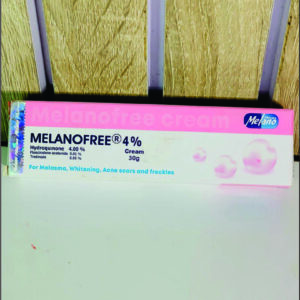 Melanofree cream
Melano
MELANOFREE® 4%
Hydroquinone 4.00 %
Cream
Fluocinolone acetonide 0.01 %
30g
Tretinoin 0.05 %
For Melasma, Whitening, Acne scars and freckles